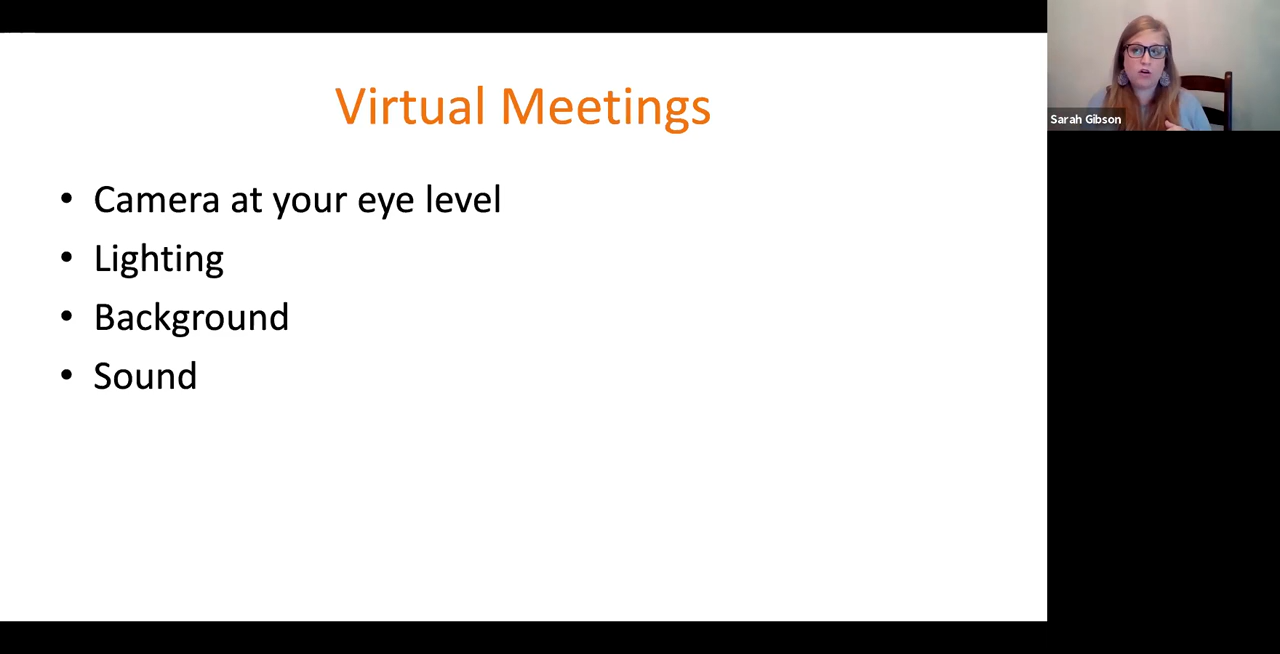 Virtual Meetings
• Camera at your eye level
• Lighting
• Background
• Sound
Sarah Gibson